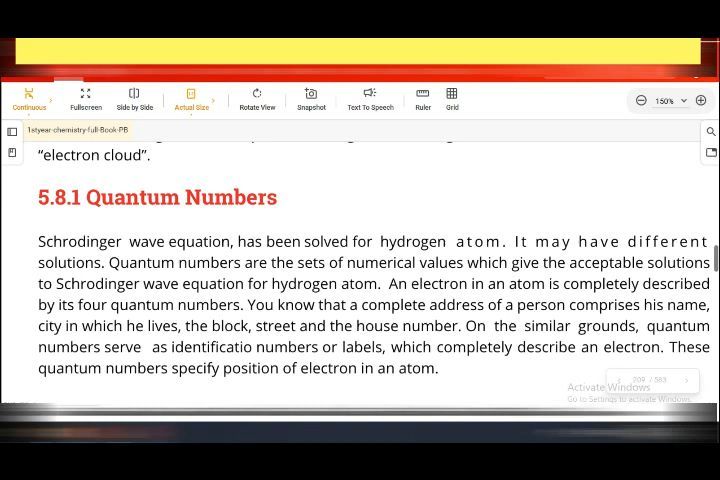 Continuous
Fullscreen
Side by Side
Actual Size
Rotate View
Snapshot
Text To Speech
Ruler
Grid
150%
1styear-chemistry-full-Book-PB
“electron cloud”.
5.8.1 Quantum Numbers
Schrodinger wave equation, has been solved for hydrogen atom. It may have different
solutions. Quantum numbers are the sets of numerical values which give the acceptable solutions
to Schrodinger wave equation for hydrogen atom. An electron in an atom is completely described
by its four quantum numbers. You know that a complete address of a person comprises his name,
city in which he lives, the block, street and the house number. On the similar grounds, quantum
numbers serve as identificatio numbers or labels, which completely describe an electron. These
quantum numbers specify position of electron in an atom.
209 / 563
Activate Windows
Go to Settings to activate Windows.